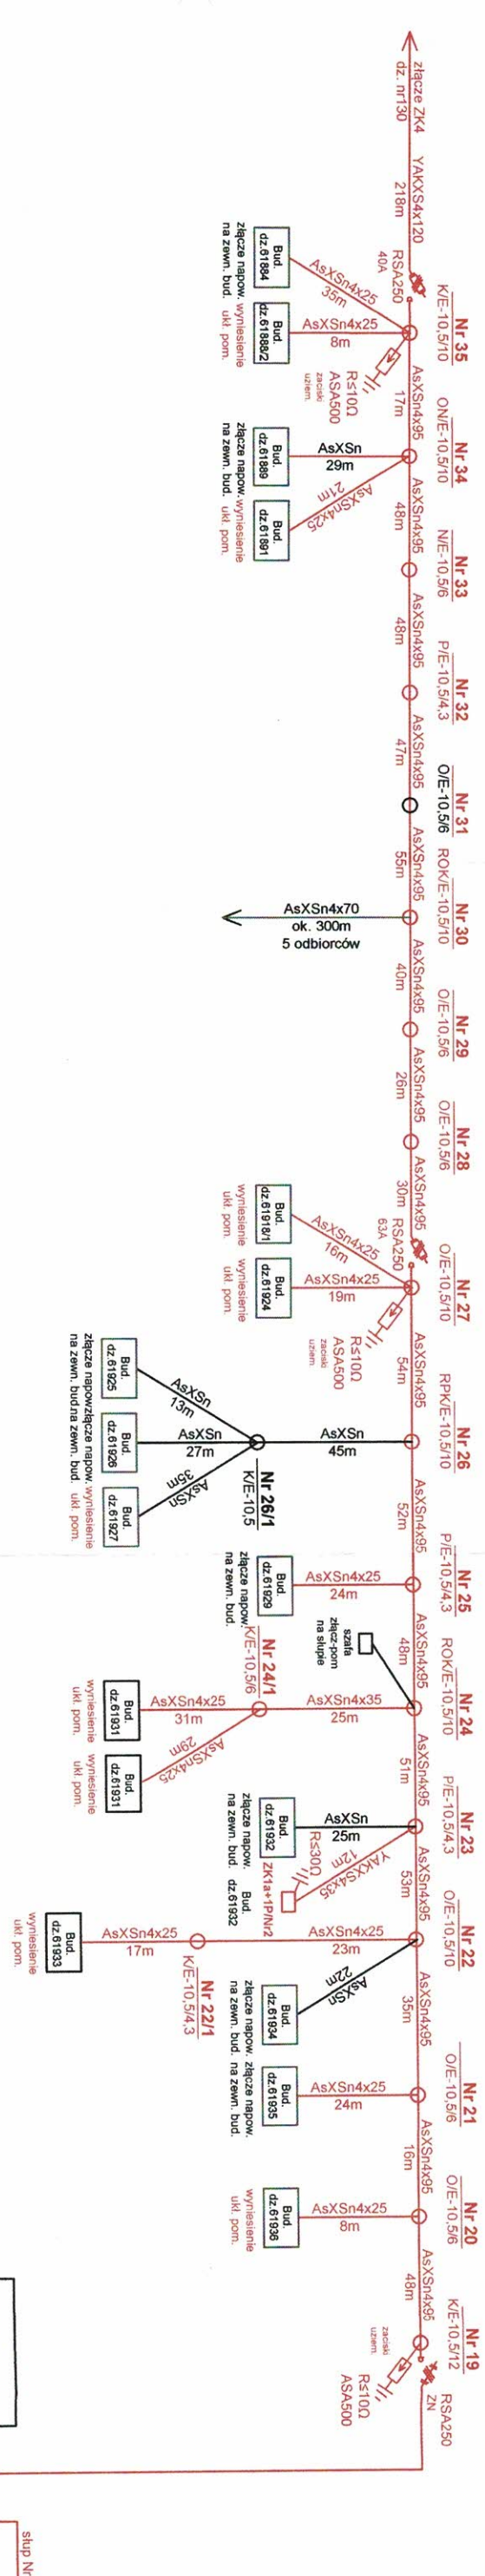 złącze ZK4
dz. nr130
YAKXS4x120
218m
RSA250
40A
Nr 35
K/E-10,5/10
AsXSn4x25
35m
Bud.
dz.61884
złącze napow.
na zewn. bud.
AsXSn4x25
8m
Bud.
dz.61888/2
wyniesienie
ukł. pom.
R≤10Ω
ASA500
zaciski
uziem.
AsXSn4x95
17m
Nr 34
ON/E-10,5/10
AsXSn
29m
Bud.
dz.61889
złącze napow.
na zewn. bud.
AsXSn4x25
21m
Bud.
dz.61891
wyniesienie
ukł. pom.
AsXSn4x95
48m
Nr 33
N/E-10,5/6
AsXSn4x95
48m
Nr 32
P/E-10,5/4,3
AsXSn4x95
47m
Nr 31
O/E-10,5/6
AsXSn4x95
55m
Nr 30
ROK/E-10,5/10
AsXSn4x70
ok. 300m
5 odbiorców
AsXSn4x95
40m
Nr 29
O/E-10,5/6
AsXSn4x95
26m
Nr 28
O/E-10,5/6
AsXSn4x95
30m
RSA250
63A
Nr 27
O/E-10,5/10
AsXSn4x25
16m
Bud.
dz.61918/1
wyniesienie
ukł. pom.
AsXSn4x25
19m
Bud.
dz.61924
wyniesienie
ukł. pom.
R≤10Ω
ASA500
zaciski
uziem.
AsXSn4x95
54m
Nr 26
RPK/E-10,5/10
AsXSn
45m
Nr 26/1
K/E-10,5
AsXSn
13m
Bud.
dz.61925
złącze napow.
na zewn. bud.
AsXSn
27m
Bud.
dz.61926
złącze napow.
na zewn. bud.
AsXSn
35m
Bud.
dz.61927
wyniesienie
ukł. pom.
AsXSn4x95
52m
Nr 25
P/E-10,5/4,3
AsXSn4x25
24m
Bud.
dz.61929
złącze napow.
na zewn. bud.
AsXSn4x95
48m
Nr 24
ROK/E-10,5/10
szafa
złącz-pom
na słupie
AsXSn4x35
25m
Nr 24/1
K/E-10,5/6
AsXSn4x25
31m
Bud.
dz.61931
wyniesienie
ukł. pom.
AsXSn4x25
29m
Bud.
dz.61931
wyniesienie
ukł. pom.
AsXSn4x95
51m
Nr 23
P/E-10,5/4,3
AsXSn
25m
Bud.
dz.61932
złącze napow.
na zewn. bud.
YAKXS4x35
12m
R≤30Ω
ZK1a+1P/Nr2
Bud.
dz.61932
AsXSn4x95
53m
Nr 22
O/E-10,5/10
AsXSn4x25
23m
Nr 22/1
K/E-10,5/4,3
AsXSn4x25
17m
Bud.
dz.61933
wyniesienie
ukł. pom.
AsXSn
22m
Bud.
dz.61934
złącze napow.
na zewn. bud.
AsXSn4x95
35m
Nr 21
O/E-10,5/6
AsXSn4x25
24m
Bud.
dz.61935
złącze napow.
na zewn. bud.
AsXSn4x95
16m
Nr 20
O/E-10,5/6
AsXSn4x25
8m
Bud.
dz.61936
wyniesienie
ukł. pom.
AsXSn4x95
48m
Nr 19
K/E-10,5/12
zaciski
uziem.
R≤10Ω
ASA500
RSA250
ZN
słup Nr